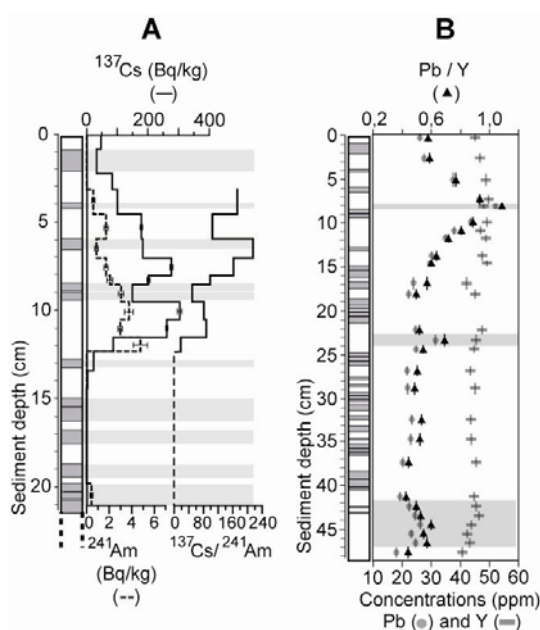 A
B
137Cs (Bq/kg)
(—)
Pb / Y
(▲)
0 200 400
0,2 0,6 1,0
0
5
10
15
20
Sediment depth (cm)
0
5
10
15
20
25
30
35
40
45
Sediment depth (cm)
0 2 4 6 0 80 160 240
241Am
(Bq/kg)
(--)
137Cs/ 241Am
10 20 30 40 50 60
Concentrations (ppm)
Pb (●) and Y (—)